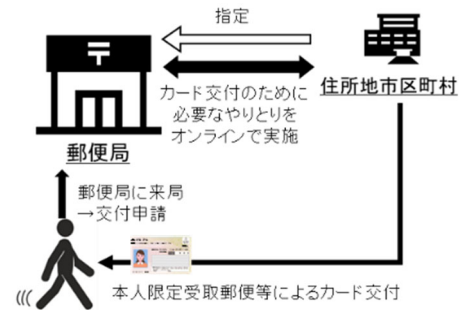 指定
カード交付のために
必要なやりとりを
オンラインで実施
住所地市区町村
郵便局
郵便局に来局
→交付申請
本人限定受取郵便等によるカード交付